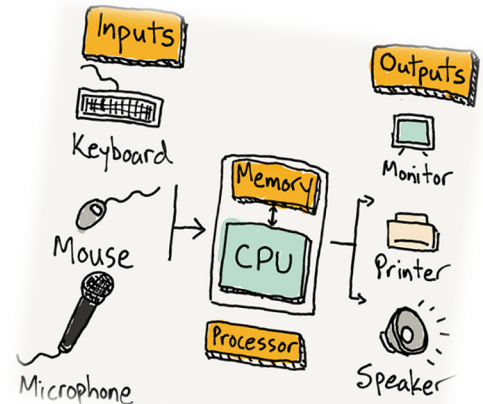 Inputs
Keyboard
Mouse
Microphone
Memory
CPU
Processor
Outputs
Monitor
Printer
Speaker